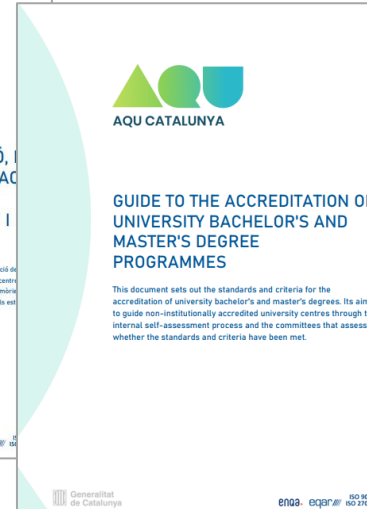 AQU
AQU CATALUNYA
GUIDE TO THE ACCREDITATION OF
UNIVERSITY BACHELOR'S AND
MASTER'S DEGREE
PROGRAMMES
This document sets out the standards and criteria for the
accreditation of university bachelor's and master's degrees. Its aim
to guide non-institutionally accredited university centres through t
internal self-assessment process and the committees that assess
whether the standards and criteria have been met.
Generalitat
de Catalunya
enqa. eqar ISO 90
ISO 270